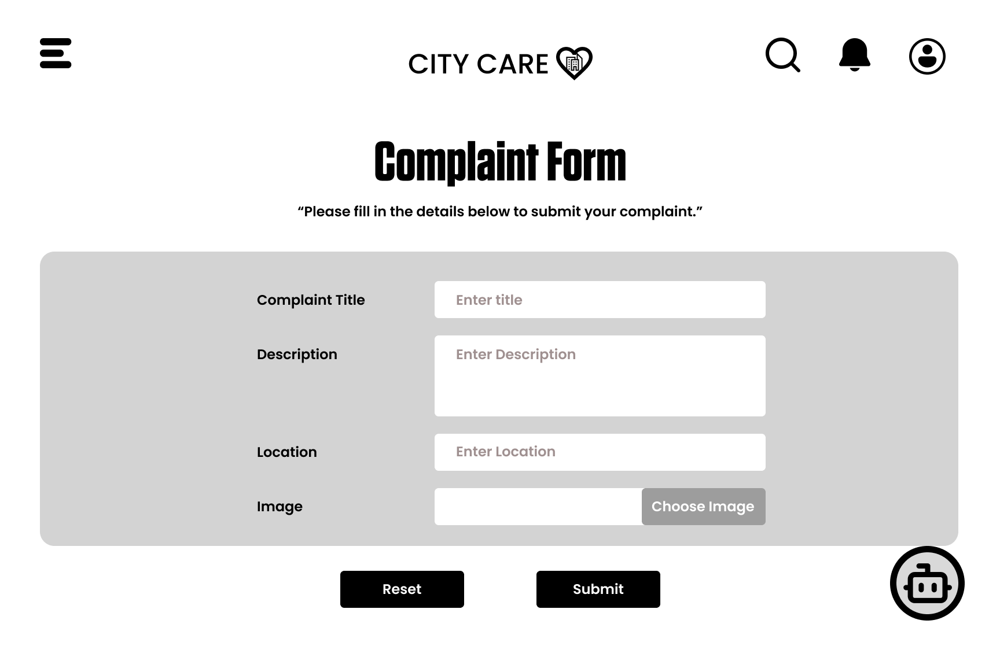 CITY CARE
Complaint Form
“Please fill in the details below to submit your complaint.”
Complaint Title
Enter title
Description
Enter Description
Location
Enter Location
Image
Choose Image
Reset
Submit